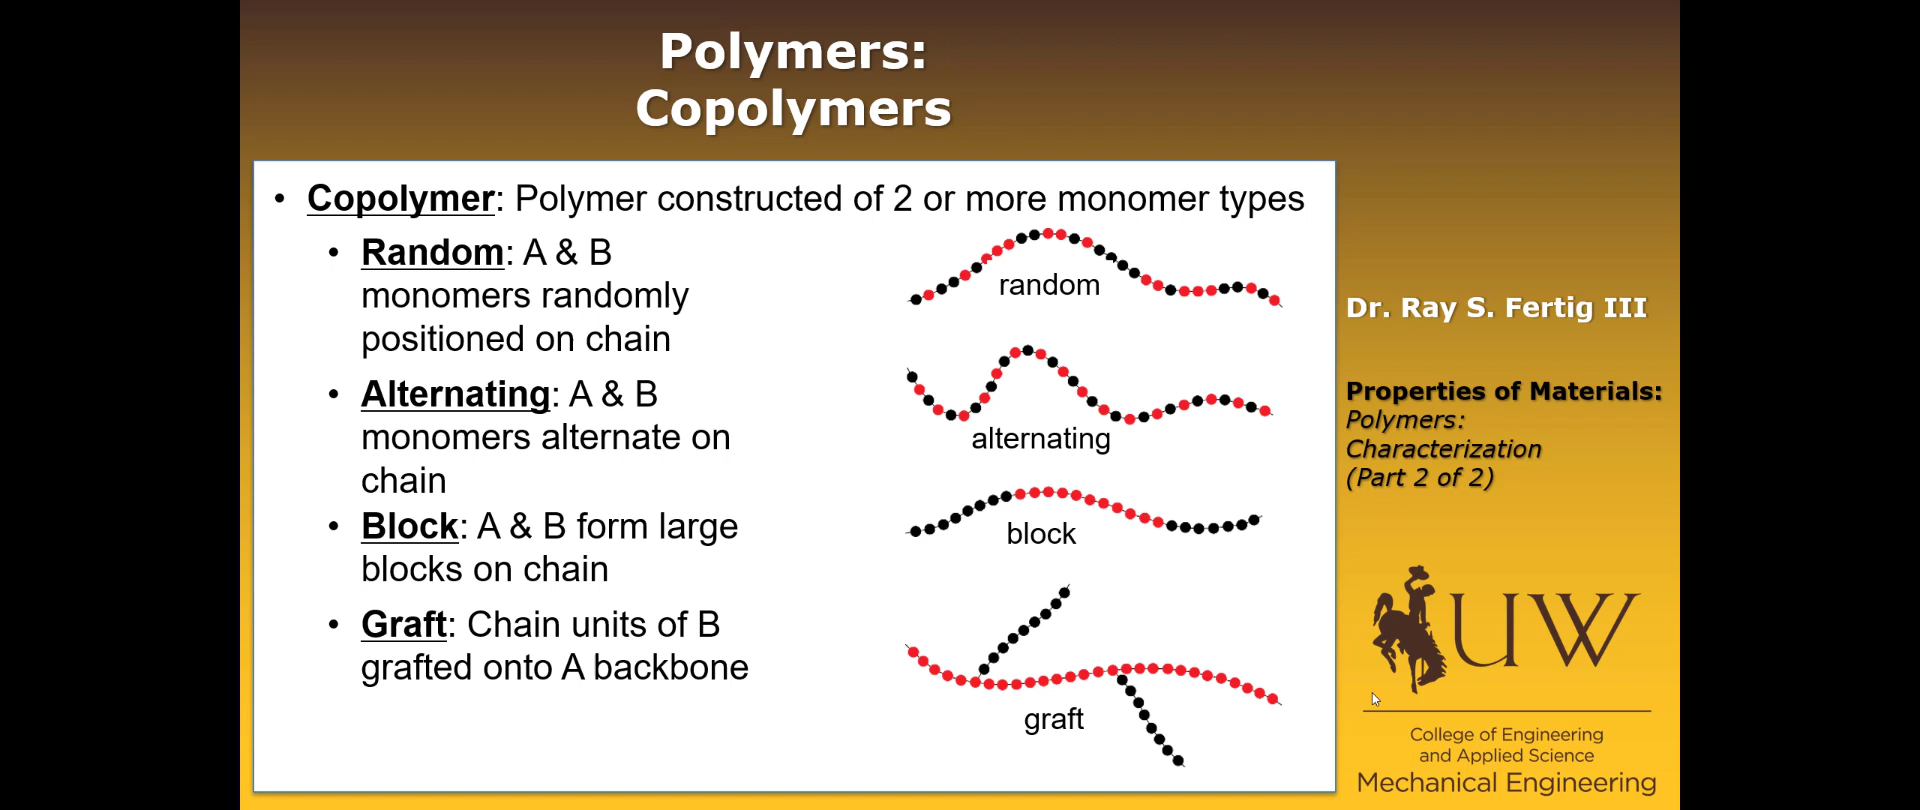 Polymers:
Copolymers
• Copolymer: Polymer constructed of 2 or more monomer types
• Random: A & B
monomers randomly
positioned on chain
• Alternating: A & B
monomers alternate on
chain
• Block: A & B form large
blocks on chain
• Graft: Chain units of B
grafted onto A backbone
random
alternating
block
graft
Dr. Ray S. Fertig III
Properties of Materials:
Polymers:
Characterization
(Part 2 of 2)
UW
College of Engineering
and Applied Science
Mechanical Engineering